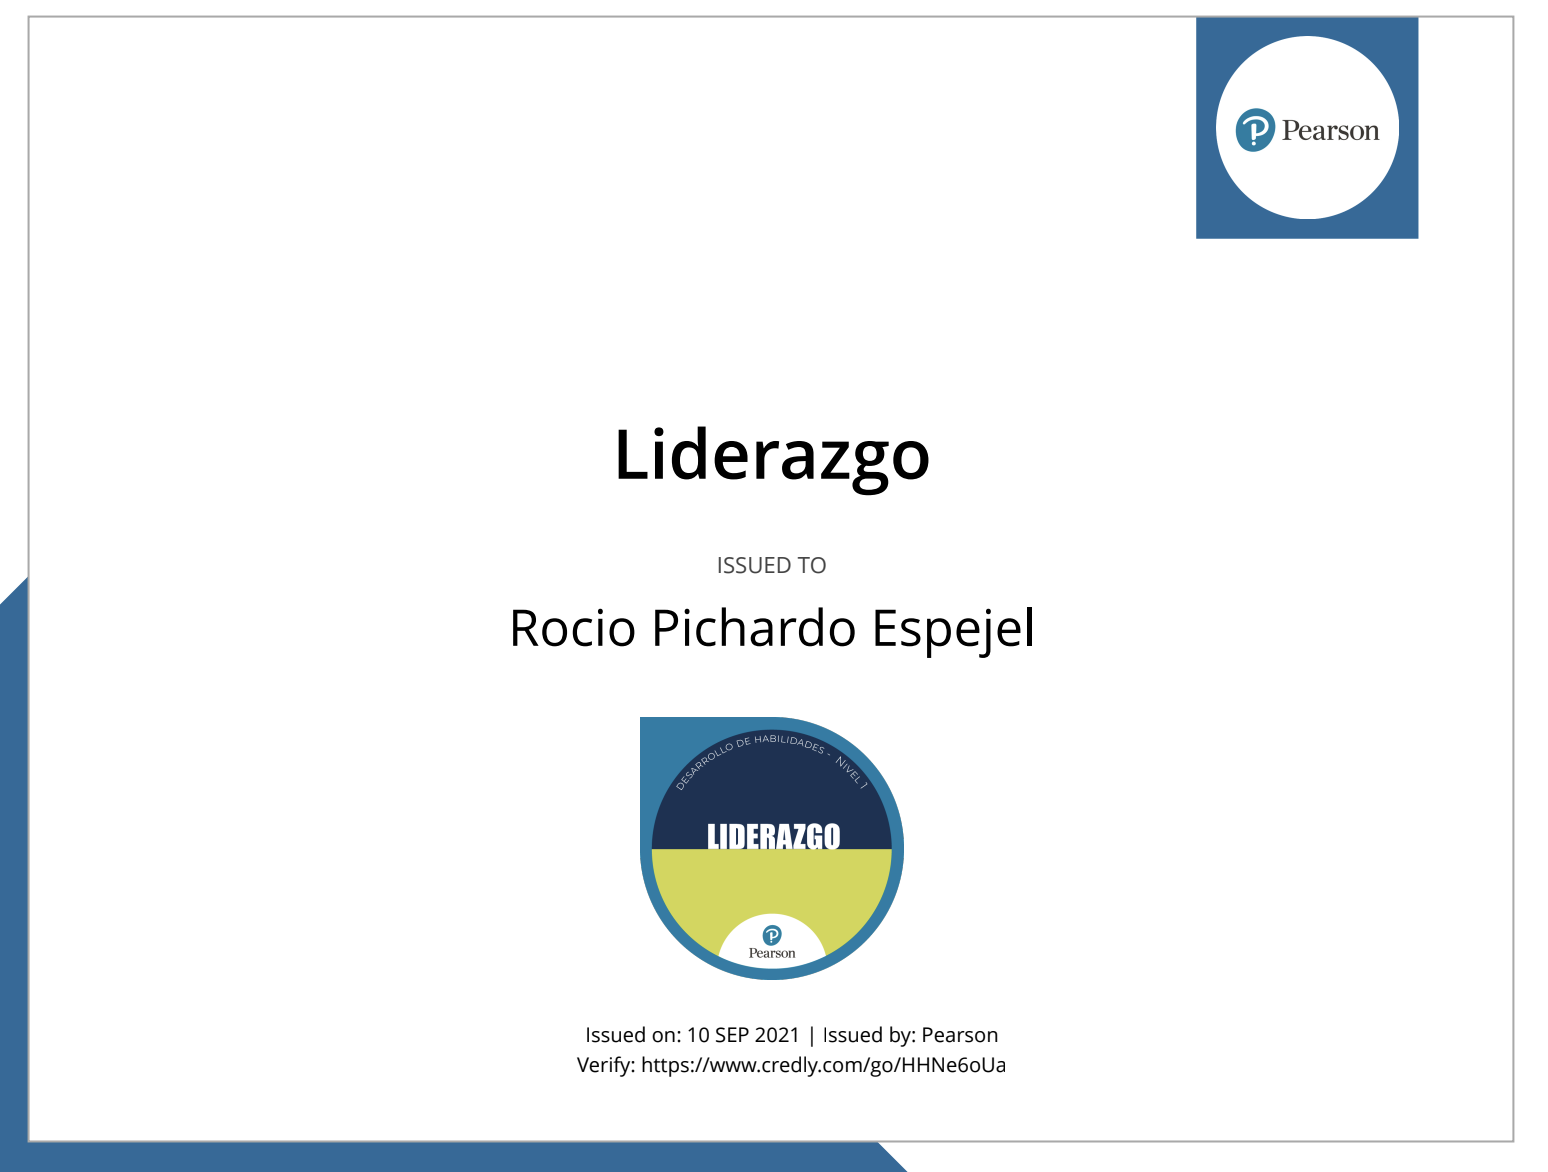 Pearson
Liderazgo
ISSUED TO
Rocio Pichardo Espejel
DESARROLLO DE HABILIDADES - NIVEL 1
LIDERAZGO
Pearson
Issued on: 10 SEP 2021 | Issued by: Pearson
Verify: https://www.credly.com/go/HHNe6oUa